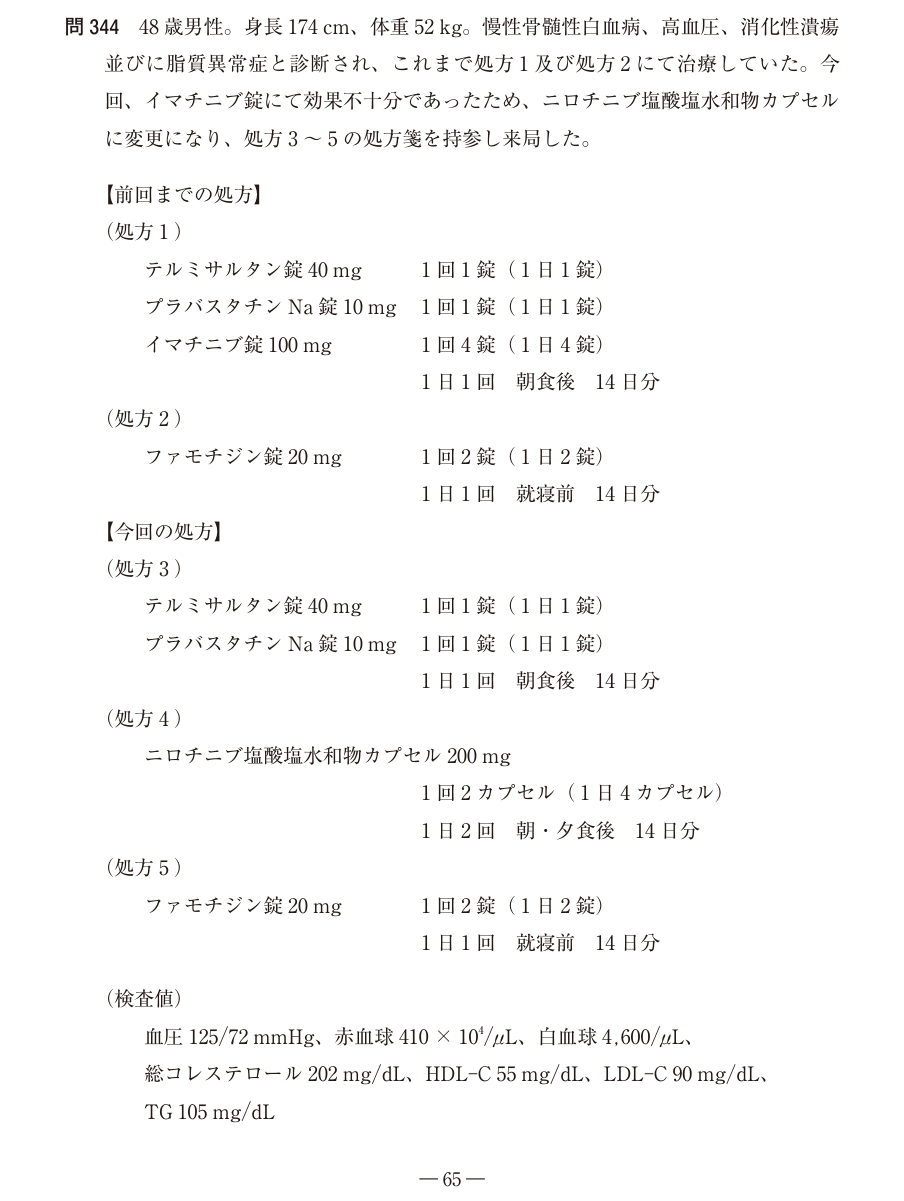 問 344　48 歳男性。身長 174 cm、体重 52 kg。慢性骨髄性白血病、高血圧、消化性潰瘍
並びに脂質異常症と診断され、これまで処方1及び処方2にて治療していた。今
回、イマチニブ錠にて効果不十分であったため、ニロチニブ塩酸塩水和物カプセル
に変更になり、処方3～5の処方箋を持参し来局した。
【前回までの処方】
（処方1）
テルミサルタン錠 40 mg　1回1錠（1日1錠）
プラバスタチン Na 錠 10 mg　1回1錠（1日1錠）
イマチニブ錠 100 mg　1回4錠（1日4錠）
1日1回　朝食後　14 日分
（処方2）
ファモチジン錠 20 mg　1回2錠（1日2錠）
1日1回　就寝前　14 日分
【今回の処方】
（処方3）
テルミサルタン錠 40 mg　1回1錠（1日1錠）
プラバスタチン Na 錠 10 mg　1回1錠（1日1錠）
1日1回　朝食後　14 日分
（処方4）
ニロチニブ塩酸塩水和物カプセル 200 mg
1回2カプセル（1日4カプセル）
1日2回　朝・夕食後　14 日分
（処方5）
ファモチジン錠 20 mg　1回2錠（1日2錠）
1日1回　就寝前　14 日分
（検査値）
血圧 125/72 mmHg、赤血球 410 × 10⁴/μL、白血球 4,600/μL、
総コレステロール 202 mg/dL、HDL-C 55 mg/dL、LDL-C 90 mg/dL、
TG 105 mg/dL
— 65 —